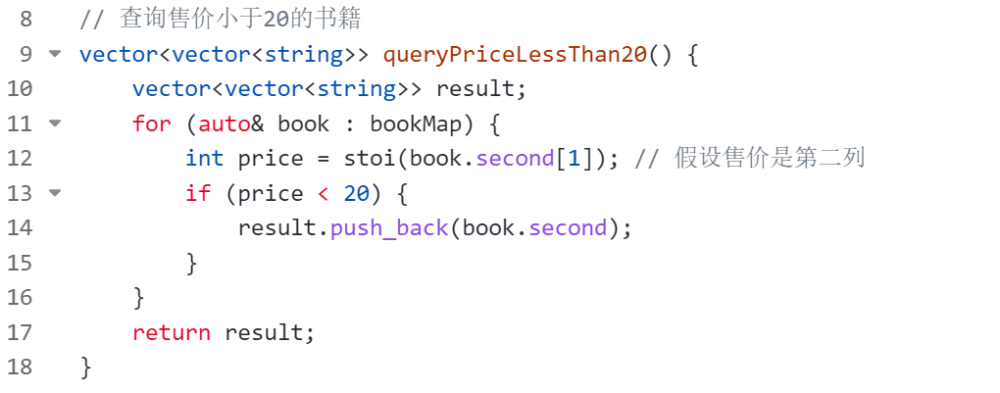 8 // 查询售价小于20的书籍
9 vector<vector<string>> queryPriceLessThan20() {
10     vector<vector<string>> result;
11     for (auto& book : bookMap) {
12         int price = stoi(book.second[1]); // 假设售价是第二列
13         if (price < 20) {
14             result.push_back(book.second);
15         }
16     }
17     return result;
18 }